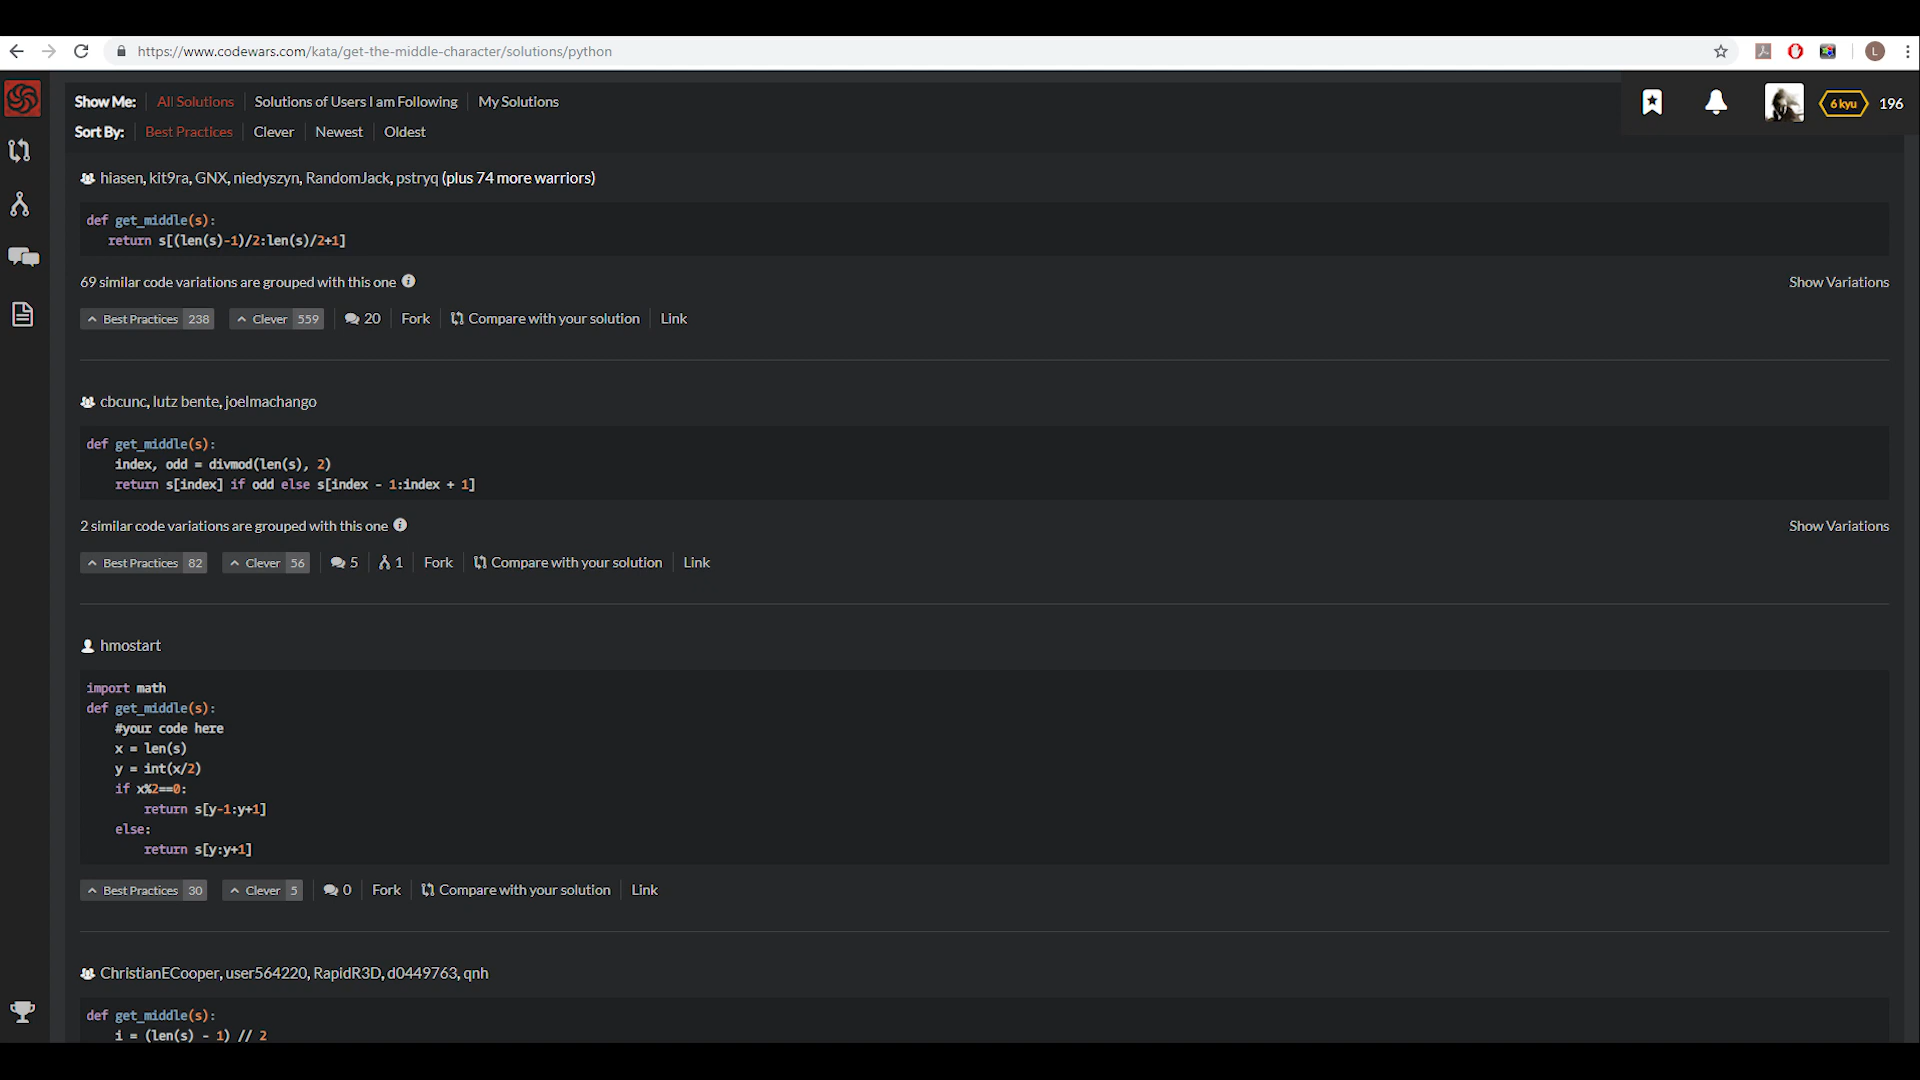 https://www.codewars.com/kata/get-the-middle-character/solutions/python
L
Show Me: All Solutions Solutions of Users I am Following My Solutions
6 kyu 196
Sort By: Best Practices Clever Newest Oldest
hiasen, kit9ra, GNX, niedyszyn, RandomJack, pstryq (plus 74 more warriors)
def get_middle(s):
return s[(len(s)-1)/2:len(s)/2+1]
69 similar code variations are grouped with this one
Show Variations
Best Practices 238 Clever 559 20 Fork Compare with your solution Link
cbcunc, lutz bente, joelmachango
def get_middle(s):
index, odd = divmod(len(s), 2)
return s[index] if odd else s[index - 1:index + 1]
2 similar code variations are grouped with this one
Show Variations
Best Practices 82 Clever 56 5 1 Fork Compare with your solution Link
hmostart
import math
def get_middle(s):
#your code here
x = len(s)
y = int(x/2)
if x%2==0:
return s[y-1:y+1]
else:
return s[y:y+1]
Best Practices 30 Clever 5 0 Fork Compare with your solution Link
ChristianECooper, user564220, RapidR3D, d0449763, qnh
def get_middle(s):
i = (len(s) - 1) // 2